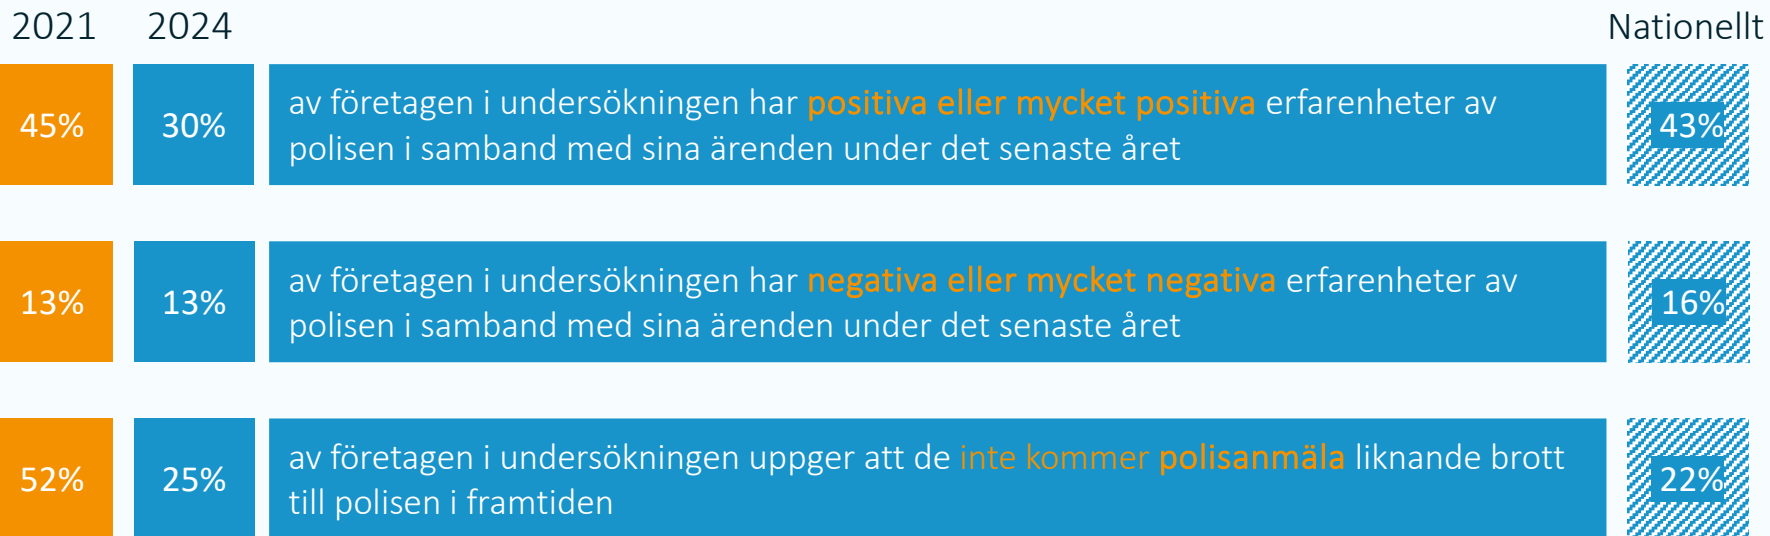 2021 2024 Nationellt
45% 30% av företagen i undersökningen har positiva eller mycket positiva erfarenheter av
polisen i samband med sina ärenden under det senaste året 43%
13% 13% av företagen i undersökningen har negativa eller mycket negativa erfarenheter av
polisen i samband med sina ärenden under det senaste året 16%
52% 25% av företagen i undersökningen uppger att de inte kommer polisanmäla liknande brott
till polisen i framtiden 22%